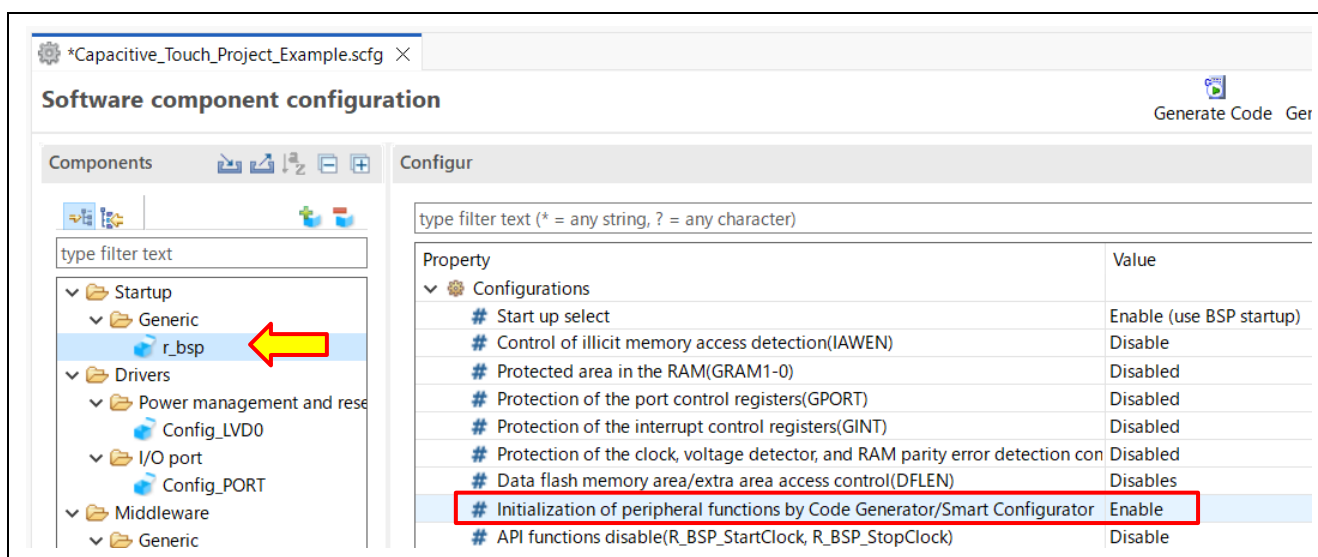 *Capacitive_Touch_Project_Example.scfg
Software component configuration
Generate Code Ger
Components
Configur
type filter text (* = any string, ? = any character)
type filter text
Property Value
Startup
Configurations
Generic
# Start up select Enable (use BSP startup)
r_bsp
# Control of illicit memory access detection(IAWEN) Disable
Drivers
# Protected area in the RAM(GRAM1-0) Disabled
Power management and rese
# Protection of the port control registers(GPORT) Disabled
Config_LVD0
# Protection of the interrupt control registers(GINT) Disabled
I/O port
# Protection of the clock, voltage detector, and RAM parity error detection con Disabled
Config_PORT
# Data flash memory area/extra area access control(DFLEN) Disables
Middleware
# Initialization of peripheral functions by Code Generator/Smart Configurator Enable
Generic
# API functions disable(R_BSP_StartClock, R_BSP_StopClock) Disable